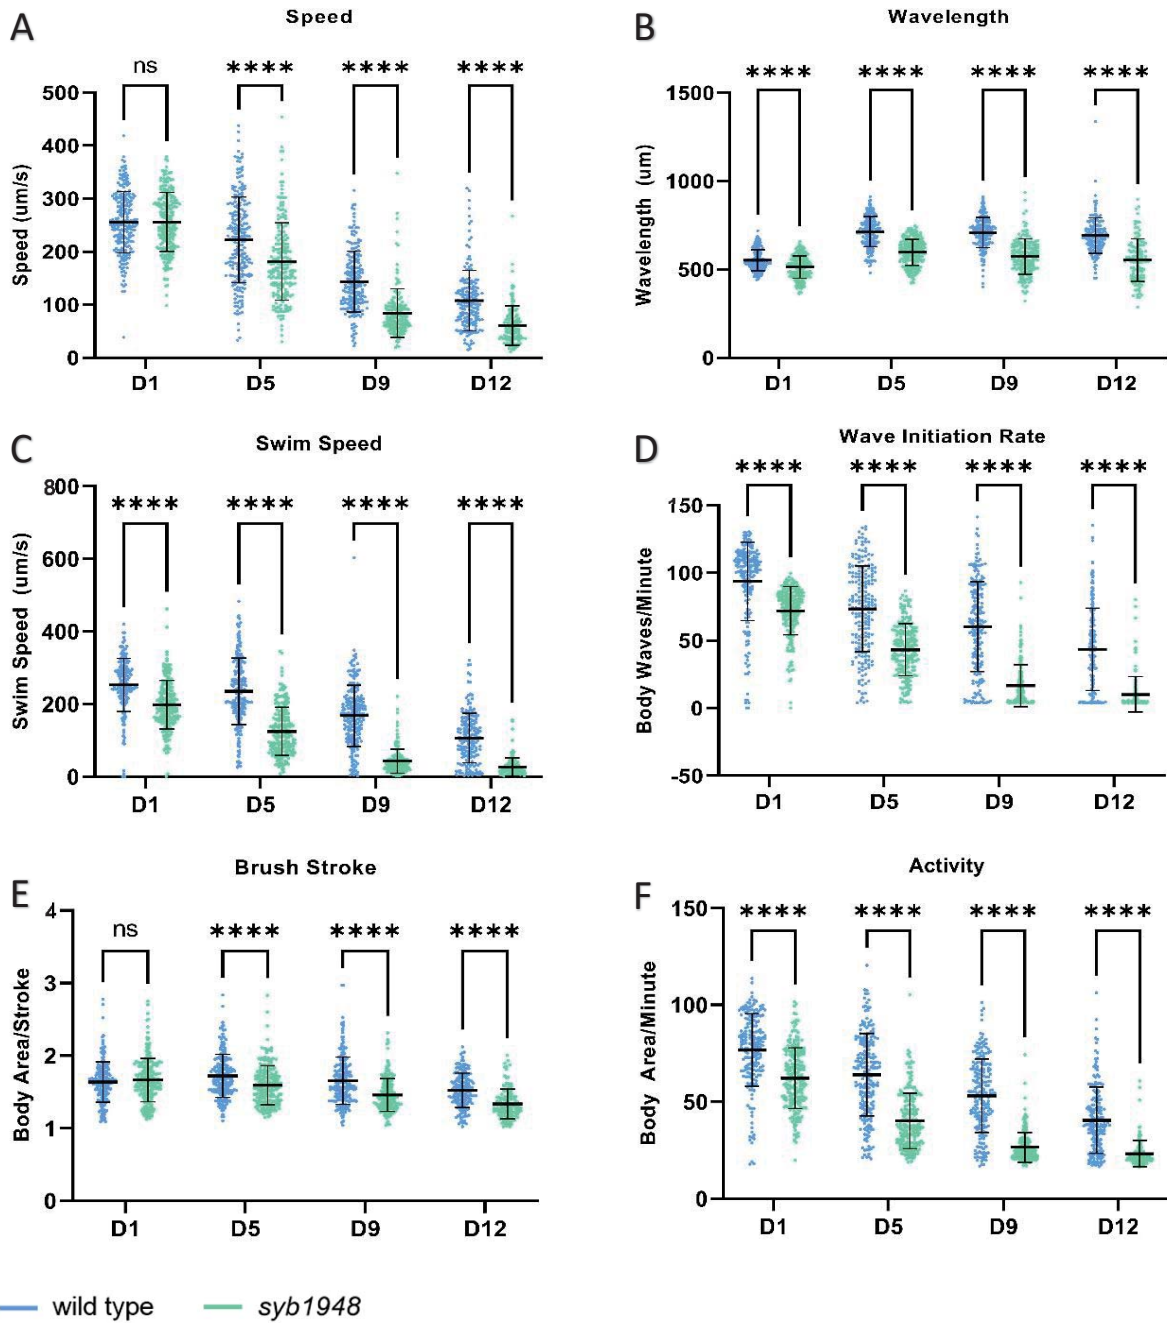 A
Speed
ns
****
****
****
500
400
300
200
100
0
Speed (um/s)
D1
D5
D9
D12
B
Wavelength
****
****
****
****
1500
1000
500
0
Wavelength (um)
D1
D5
D9
D12
C
Swim Speed
****
****
****
****
800
600
400
200
0
Swim Speed (um/s)
D1
D5
D9
D12
D
Wave Initiation Rate
****
****
****
****
150
100
50
0
-50
Body Waves/Minute
D1
D5
D9
D12
E
Brush Stroke
ns
****
****
****
4
3
2
1
0
Body Area/Stroke
D1
D5
D9
D12
F
Activity
****
****
****
****
150
100
50
0
Body Area/Minute
D1
D5
D9
D12
wild type
syb1948